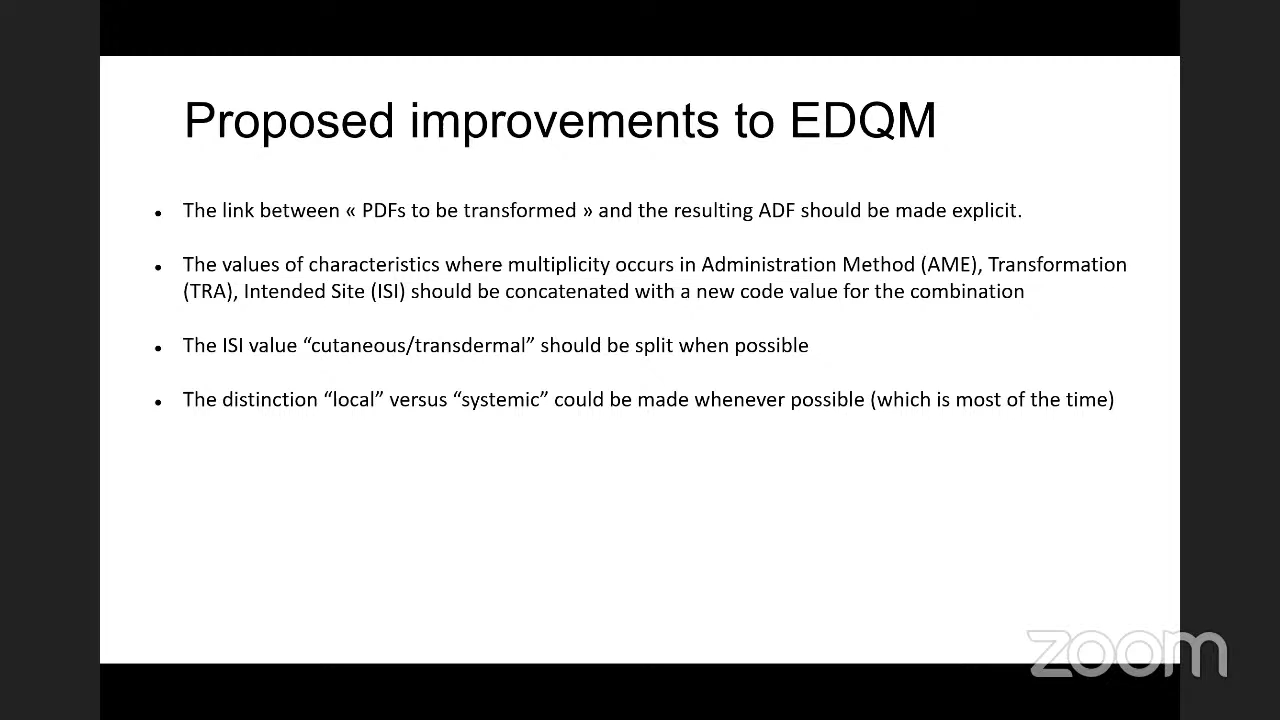 Proposed improvements to EDQM
• The link between « PDFs to be transformed » and the resulting ADF should be made explicit.
• The values of characteristics where multiplicity occurs in Administration Method (AME), Transformation
(TRA), Intended Site (ISI) should be concatenated with a new code value for the combination
• The ISI value “cutaneous/transdermal” should be split when possible
• The distinction “local” versus “systemic” could be made whenever possible (which is most of the time)
zoom